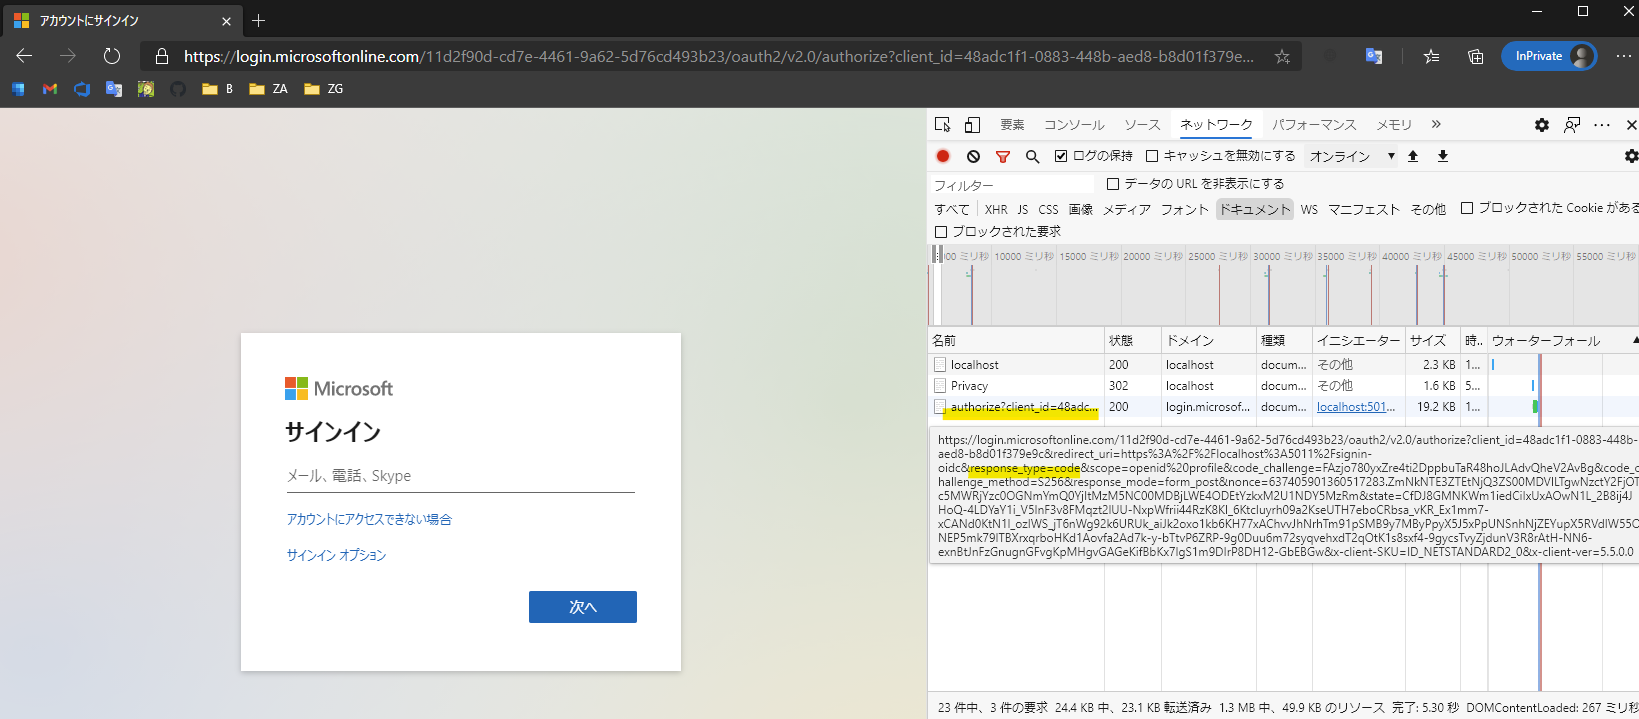 アカウントにサインイン
https://login.microsoftonline.com/11d2f90d-cd7e-4461-9a62-5d76cd493b23/oauth2/v2.0/authorize?client_id=48adc1f1-0883-448b-aed8-b8d01f379e...
InPrivate
B ZA ZG
要素 コンソール ソース ネットワーク パフォーマンス メモリ
ログの保持 キャッシュを無効にする オンライン
フィルター データの URL を非表示にする
すべて XHR JS CSS 画像 メディア フォント ドキュメント WS マニフェスト その他 ブロックされた Cookie がある
ブロックされた要求
10000 ミリ秒 15000 ミリ秒 20000 ミリ秒 25000 ミリ秒 30000 ミリ秒 35000 ミリ秒 40000 ミリ秒 45000 ミリ秒 50000 ミリ秒 55000 ミリ秒
名前 状態 ドメイン 種類 イニシエーター サイズ 時.. ウォーターフォール
localhost 200 localhost docum... その他 2.3 KB 1...
Privacy 302 localhost docum... その他 1.6 KB 5...
authorize?client_id=48adc... 200 login.microsof... docum... localhost:501... 19.2 KB 1...
https://login.microsoftonline.com/11d2f90d-cd7e-4461-9a62-5d76cd493b23/oauth2/v2.0/authorize?client_id=48adc1f1-0883-448b-
aed8-b8d01f379e9c&redirect_uri=https%3A%2F%2Flocalhost%3A5011%2Fsignin-
oidc&response_type=code&scope=openid%20profile&code_challenge=FAzjo780yxZre4ti2DppbuTaR48hoJLAdvQheV2AvBg&code_c
hallenge_method=S256&response_mode=form_post&nonce=637405901360517283.ZmNkNTE3ZTEtNjQ3ZS00MDVILTgwNzctY2FjOT
c5MWRjYzc0OGNmYmQ0YjItMzM5NC00MDBjLWE4ODEtYzkxM2U1NDY5MzRm&state=CfDJ8GMNKWm1iedCilxUxAOwN1L_2B8ij4J
Microsoft
サインイン
メール、電話、Skype
アカウントにアクセスできない場合
サインイン オプション
次へ
exnBtJnFzGnugnGFvgKpMHgvGAGeKifBbKx7lgS1m9DIrP8DH12-GbEBGw&x-client-SKU=ID_NETSTANDARD2_0&x-client-ver=5.5.0.0
23 件中、3 件の要求 24.4 KB 中、23.1 KB 転送済み 1.3 MB 中、49.9 KB のリソース 完了: 5.30 秒 DOMContentLoaded: 267 ミリ秒